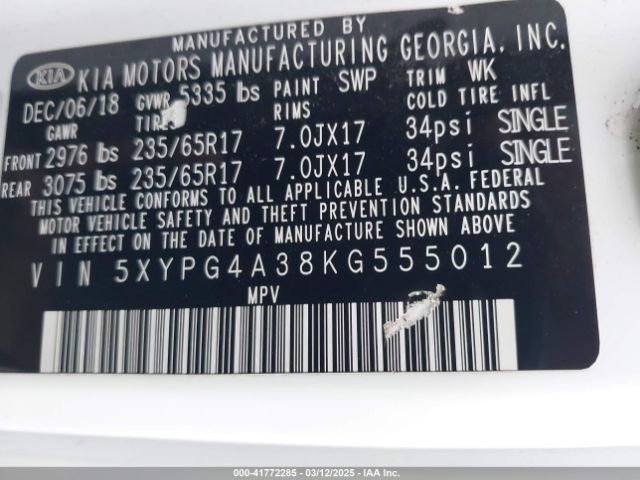 MANUFACTURED BY
KIA KIA MOTORS MANUFACTURING GEORGIA, INC.
DEC/06/18 GVWR 5335 lbs PAINT SWP TRIM WK
GAWR TIRES RIMS COLD TIRE INFL
FRONT 2976 lbs 235/65R17 7.0JX17 34psi SINGLE
REAR 3075 lbs 235/65R17 7.0JX17 34psi SINGLE
THIS VEHICLE CONFORMS TO ALL APPLICABLE U.S.A. FEDERAL
MOTOR VEHICLE SAFETY AND THEFT PREVENTION STANDARDS
IN EFFECT ON THE DATE OF MANUFACTURE SHOWN ABOVE
VIN 5XYPG4A38KG555012
MPV
© COPYRIGHT - 41772285 - 03/12/2025 - IAA INC.